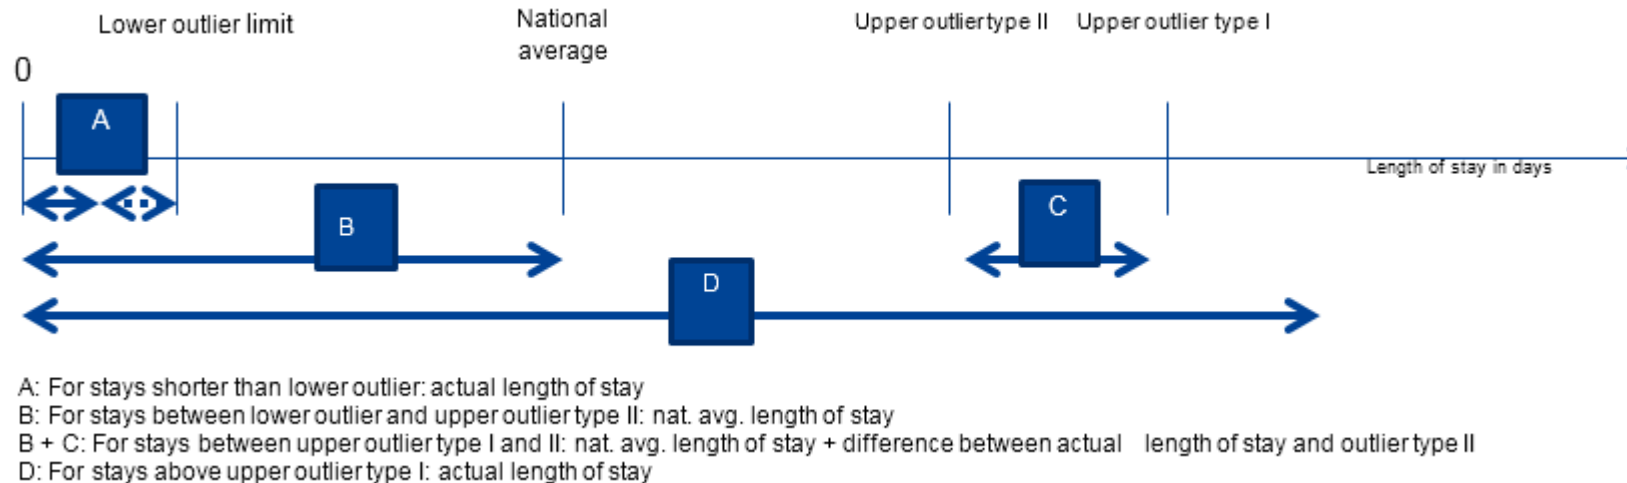 Lower outlier limit
National
average
Upper outlier type II
Upper outlier type I
0
A
Length of stay in days
B
C
D
A: For stays shorter than lower outlier: actual length of stay
B: For stays between lower outlier and upper outlier type II: nat. avg. length of stay
B + C: For stays between upper outlier type I and II: nat. avg. length of stay + difference between actual length of stay and outlier type II
D: For stays above upper outlier type I: actual length of stay